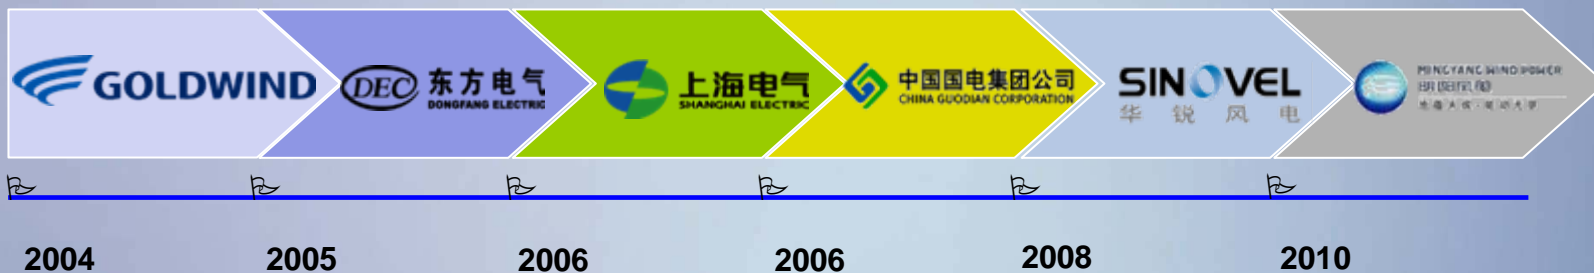 GOLDWIND
DEC 东方电气
DONGFANG ELECTRIC
上海电气
SHANGHAI ELECTRIC
中国国电集团公司
CHINA GUODIAN CORPORATION
SINOVEL
华锐风电
MINGYANG WIND POWER
2004 2005 2006 2006 2008 2010